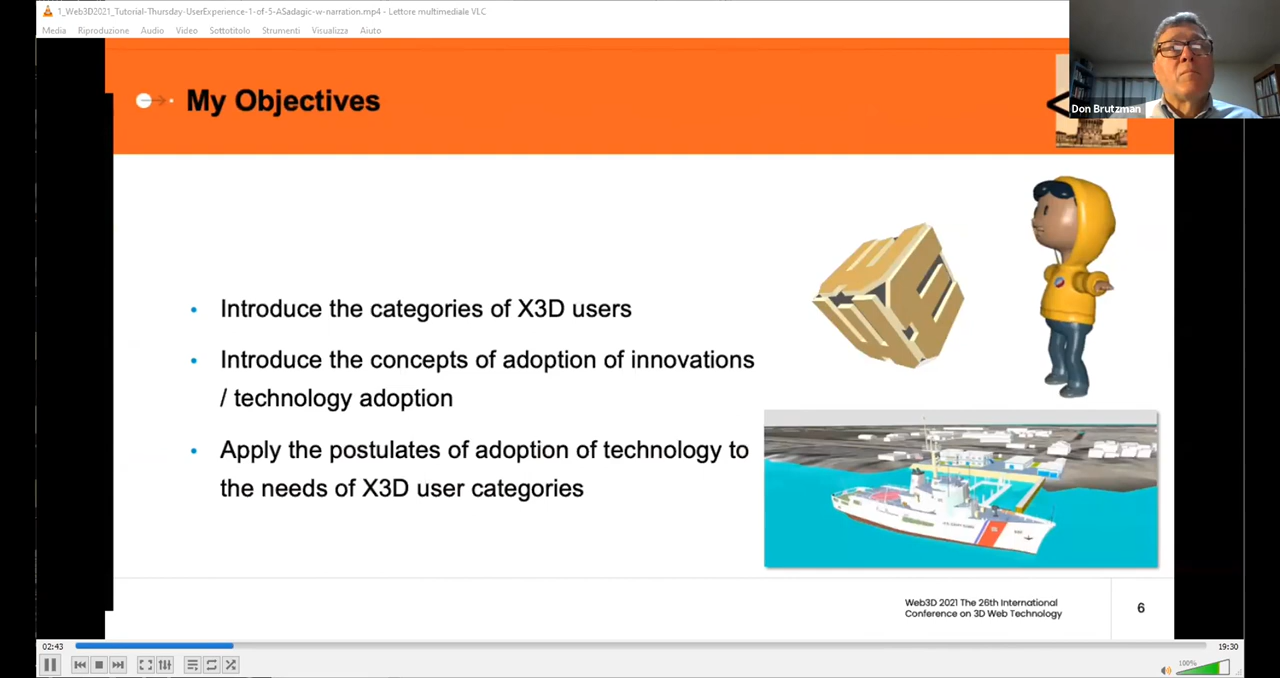 1_Web3D2021_Tutorial-Thursday-UserExperience-1-of-5-ASadagic-w-narration.mp4 - Lettore multimediale VLC
Media Riproduzione Audio Video Sottotitolo Strumenti Visualizza Aiuto
My Objectives
Don Brutzman
• Introduce the categories of X3D users
• Introduce the concepts of adoption of innovations
/ technology adoption
• Apply the postulates of adoption of technology to
the needs of X3D user categories
Web3D 2021 The 26th International
Conference on 3D Web Technology
6
02:43
19:30
100%